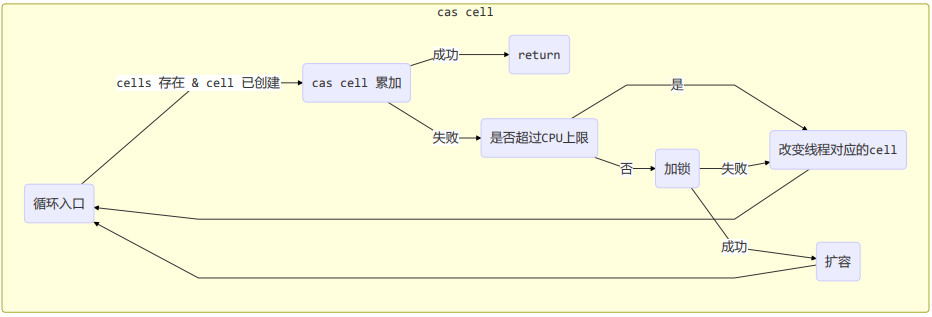 cas cell
成功
return
cells 存在 & cell 已创建
cas cell 累加
是
失败
是否超过CPU上限
改变线程对应的cell
否
加锁
失败
循环入口
成功
扩容